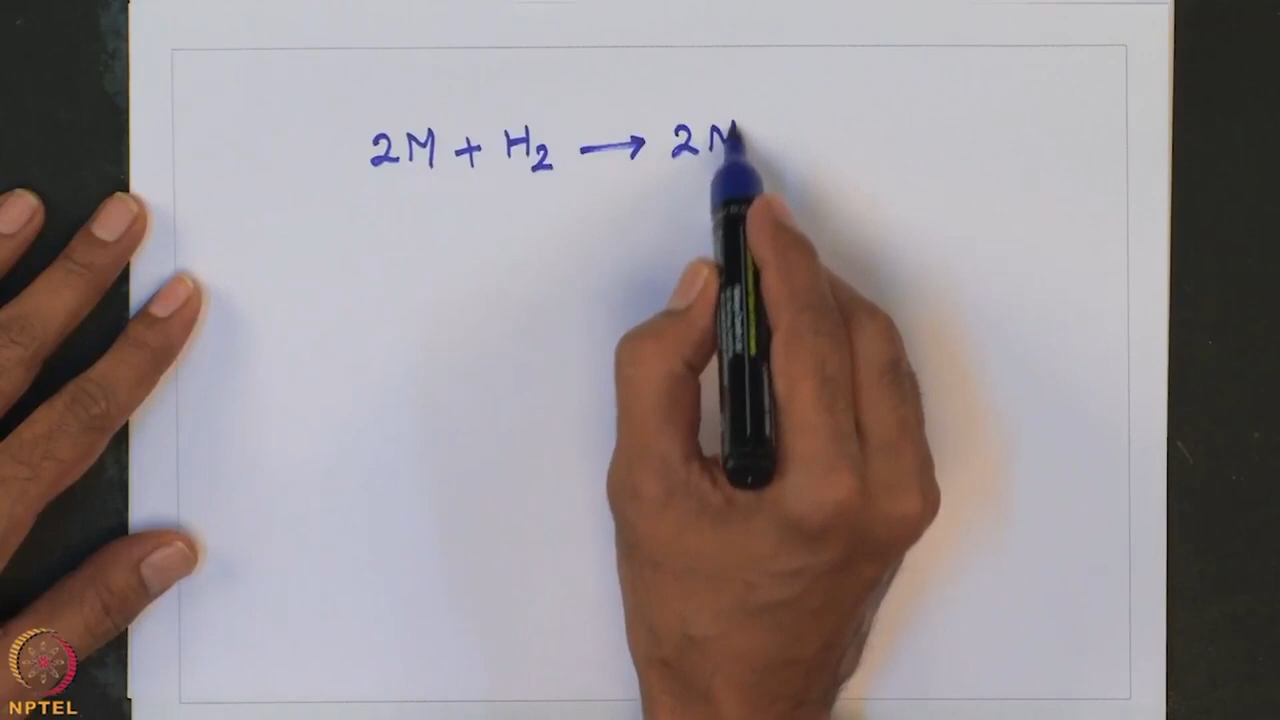 2M + H₂ → 2M
NPTEL